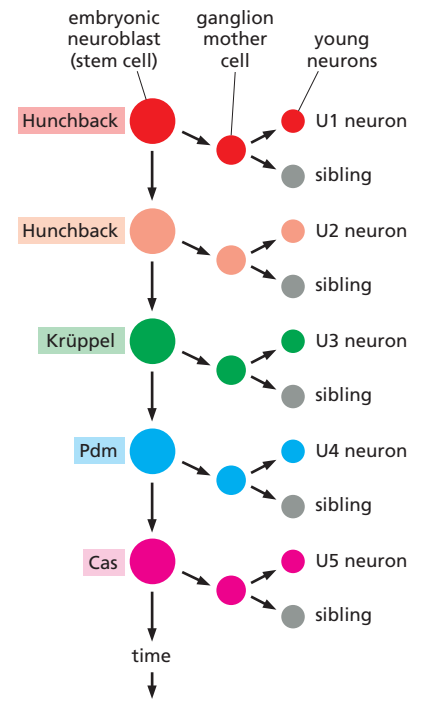 embryonic
neuroblast
(stem cell)
ganglion
mother
cell
young
neurons
Hunchback
U1 neuron
sibling
Hunchback
U2 neuron
sibling
Krüppel
U3 neuron
sibling
Pdm
U4 neuron
sibling
Cas
U5 neuron
sibling
time